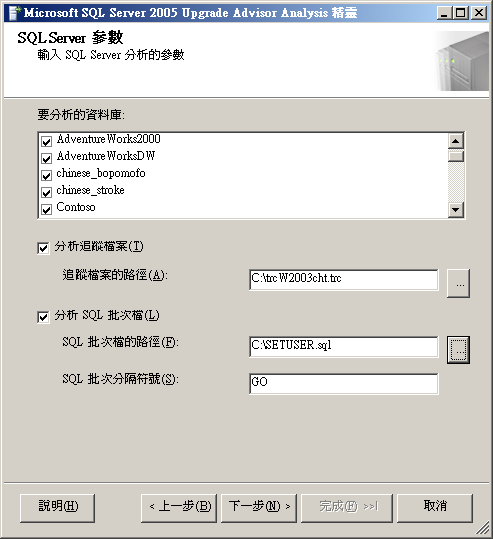 Microsoft SQL Server 2005 Upgrade Advisor Analysis 精靈
SQL Server 參數
輸入 SQL Server 分析的參數
要分析的資料庫:
AdventureWorks2000
AdventureWorksDW
chinese_bopomofo
chinese_stroke
Contoso
分析追蹤檔案(T)
追蹤檔案的路徑(A): C:\trcW2003cht.trc ...
分析 SQL 批次檔(L)
SQL 批次檔的路徑(F): C:\SETUSER.sql ...
SQL 批次分隔符號(S): GO
說明(H) < 上一步(B) 下一步(N) > 完成(F) >>| 取消